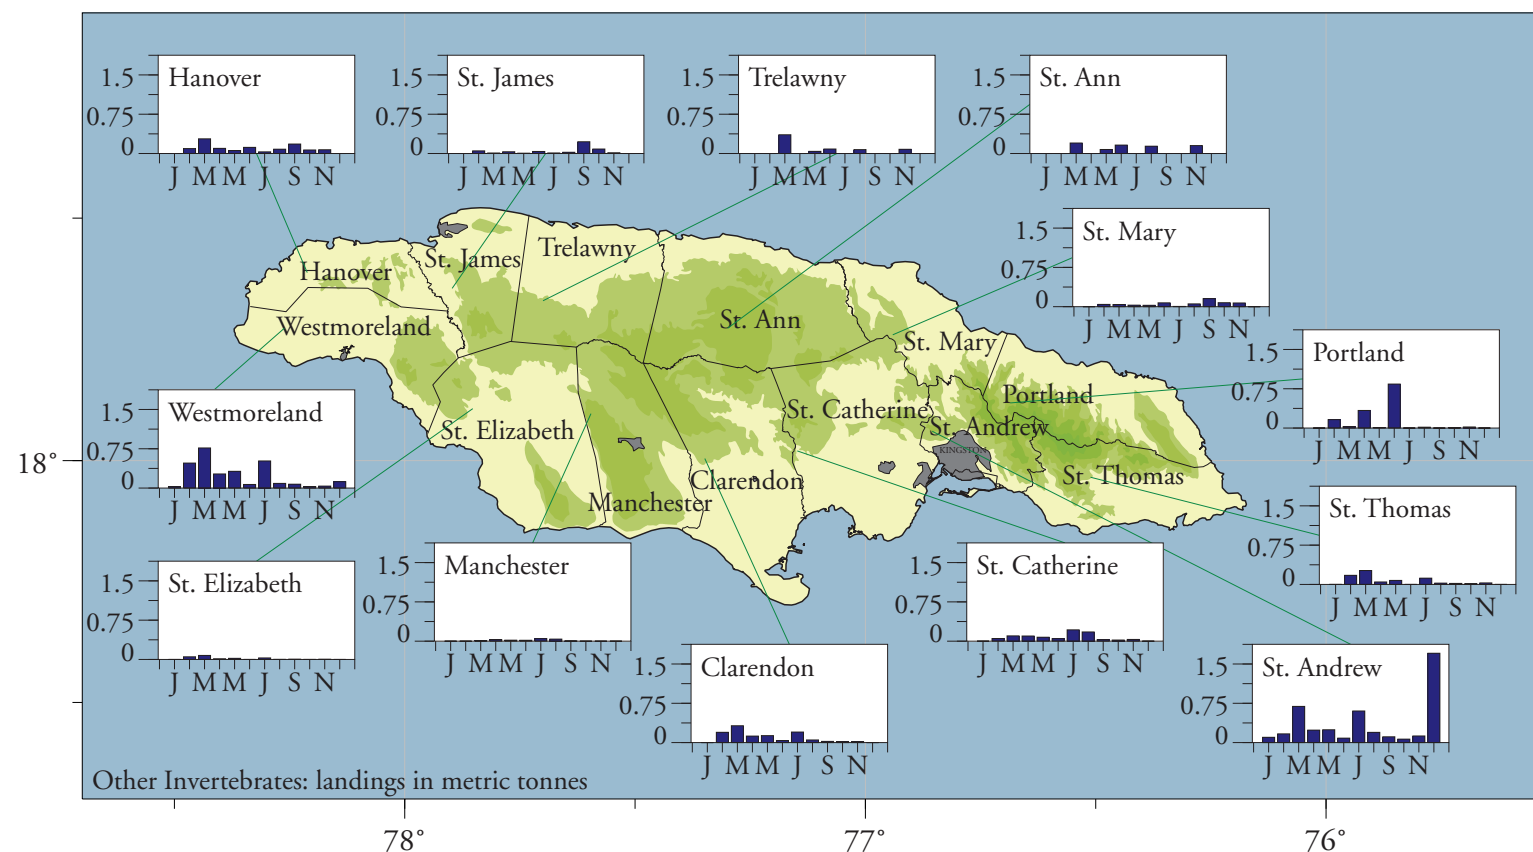 Hanover
1.5
0.75
0
J M M J S N
St. James
1.5
0.75
0
J M M J S N
Trelawny
1.5
0.75
0
J M M J S N
St. Ann
1.5
0.75
0
J M M J S N
St. Mary
1.5
0.75
0
J M M J S N
Hanover
St. James
Trelawny
St. Ann
Westmoreland
St. Mary
Portland
St. Catherine
St. Andrew
KINGSTON
St. Elizabeth
St. Thomas
Clarendon
Manchester
Portland
1.5
0.75
0
J M M J S N
Westmoreland
1.5
0.75
0
J M M J S N
18°
St. Thomas
1.5
0.75
0
J M M J S N
St. Elizabeth
1.5
0.75
0
J M M J S N
Manchester
1.5
0.75
0
J M M J S N
St. Catherine
1.5
0.75
0
J M M J S N
Clarendon
1.5
0.75
0
J M M J S N
St. Andrew
1.5
0.75
0
J M M J S N
Other Invertebrates: landings in metric tonnes
78° 77° 76°